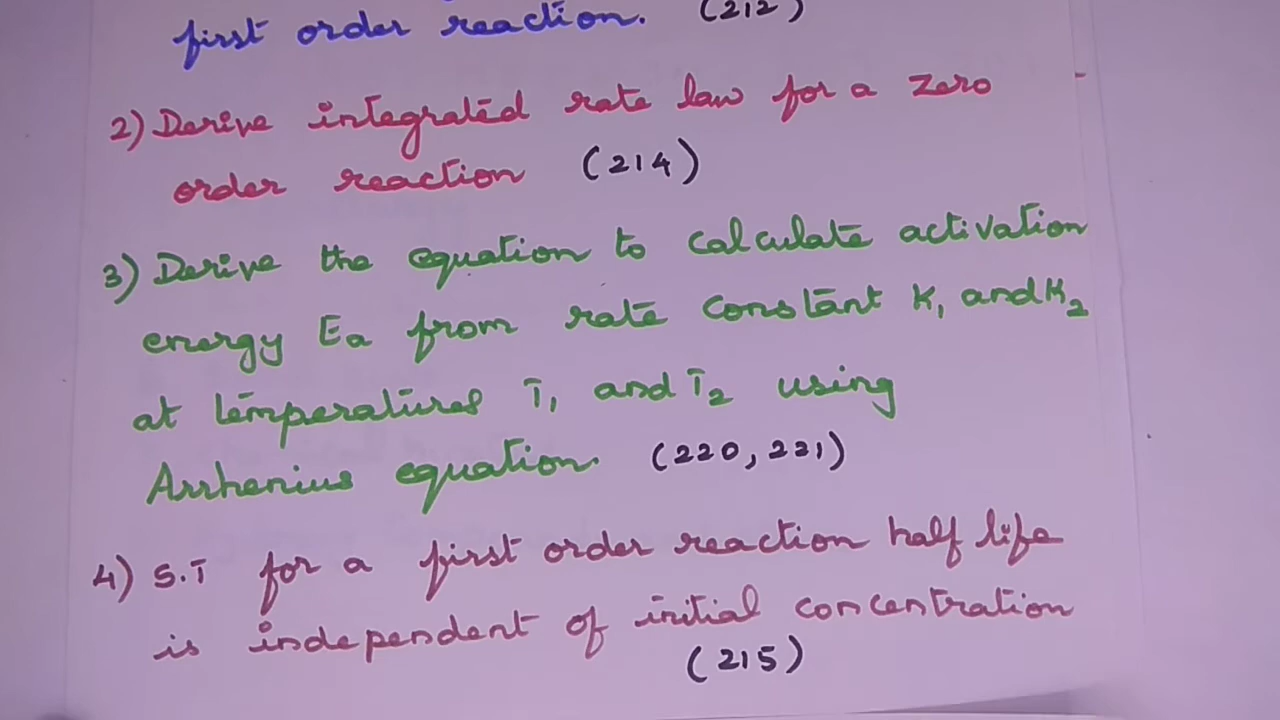 first order reaction. (212)
2) Derive integrated rate law for a zero
order reaction (214)
3) Derive the equation to calculate activation
energy Ea from rate constant K1 and K2
at temperatures T1 and T2 using
Arrhenius equation. (220, 221)
4) S.T for a first order reaction half life
is independent of initial concentration
(215)